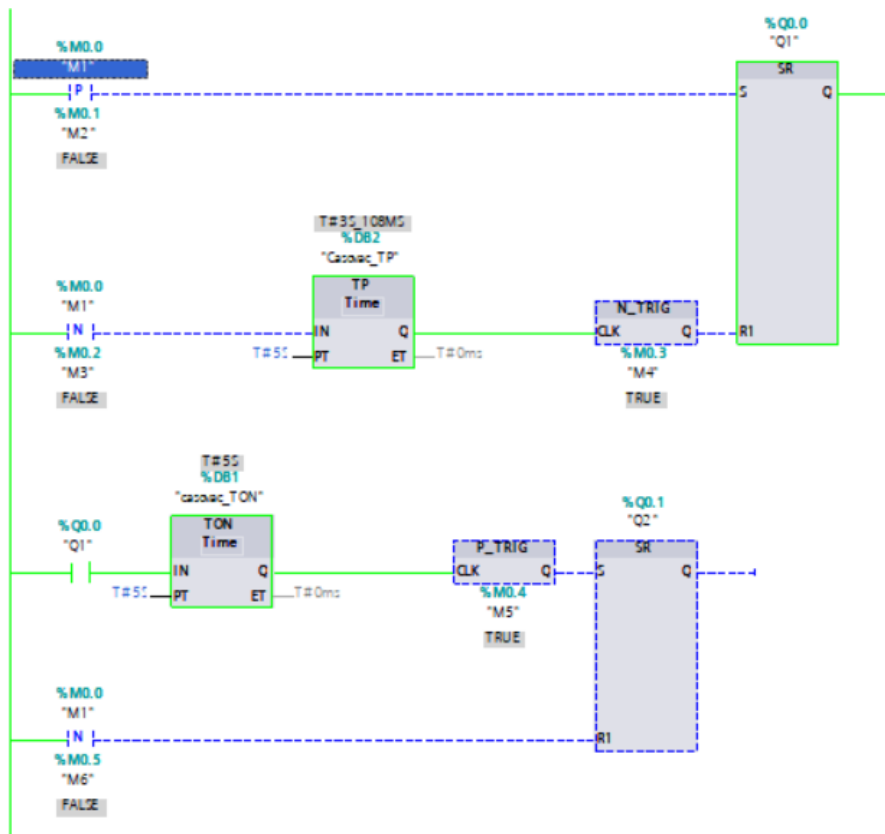 %M0.0
"M1"
P
%M0.1
"M2"
FALSE
%Q0.0
"Q1"
SR
S Q
R1
T#3S_108MS
%DB2
"Casovac_TP"
TP
Time
IN Q
T#5S PT ET T#0ms
%M0.0
"M1"
N
%M0.2
"M3"
FALSE
N_TRIG
CLK Q
%M0.3
"M4"
TRUE
T#5S
%DB1
"casovac_TON"
TON
Time
IN Q
T#5S PT ET T#0ms
%Q0.0
"Q1"
P_TRIG
CLK Q
%M0.4
"M5"
TRUE
%Q0.1
"Q2"
SR
S Q
R1
%M0.0
"M1"
N
%M0.5
"M6"
FALSE